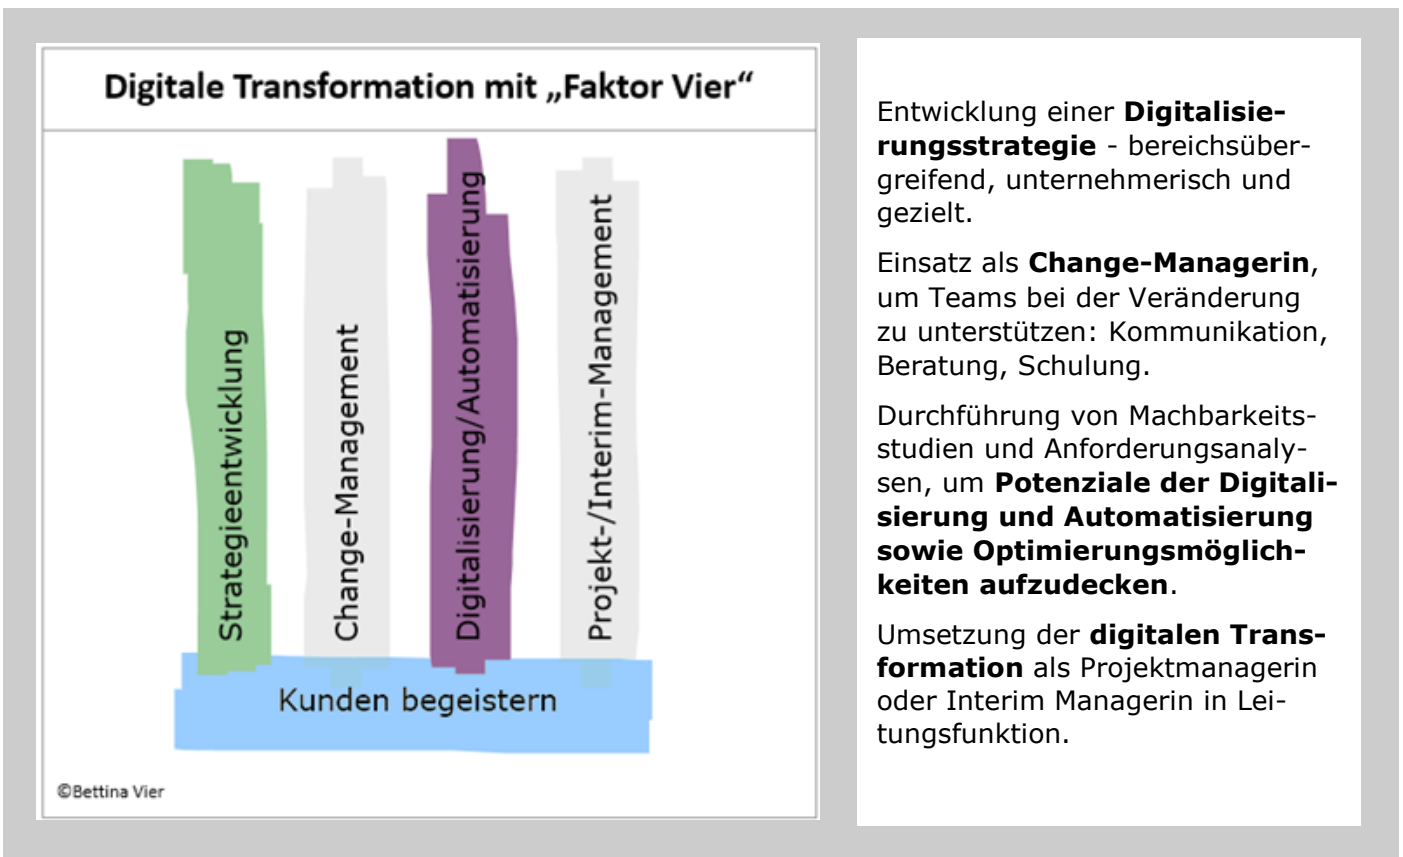 Digitale Transformation mit „Faktor Vier“
Strategieentwicklung
Change-Management
Digitalisierung/Automatisierung
Projekt-/Interim-Management
Kunden begeistern
©Bettina Vier
Entwicklung einer Digitalisie-
rungsstrategie - bereichsüber-
greifend, unternehmerisch und
gezielt.
Einsatz als Change-Managerin,
um Teams bei der Veränderung
zu unterstützen: Kommunikation,
Beratung, Schulung.
Durchführung von Machbarkeits-
studien und Anforderungsanaly-
sen, um Potenziale der Digitali-
sierung und Automatisierung
sowie Optimierungsmöglich-
keiten aufzudecken.
Umsetzung der digitalen Trans-
formation als Projektmanagerin
oder Interim Managerin in Lei-
tungsfunktion.